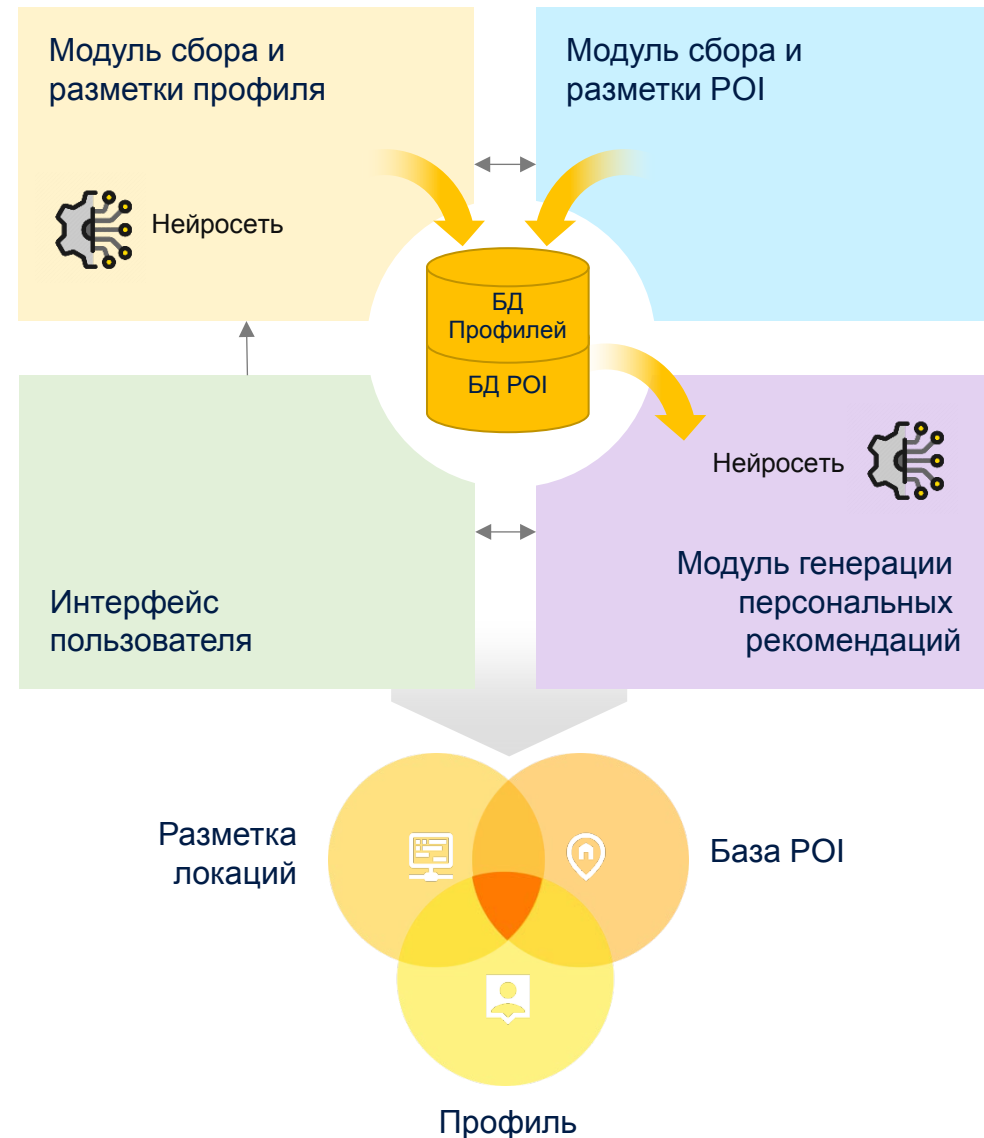 Модуль сбора и
разметки профиля
Модуль сбора и
разметки POI
Нейросеть
БД
Профилей
БД POI
Нейросеть
Модуль генерации
персональных
рекомендаций
Интерфейс
пользователя
Разметка
локаций
База POI
Профиль